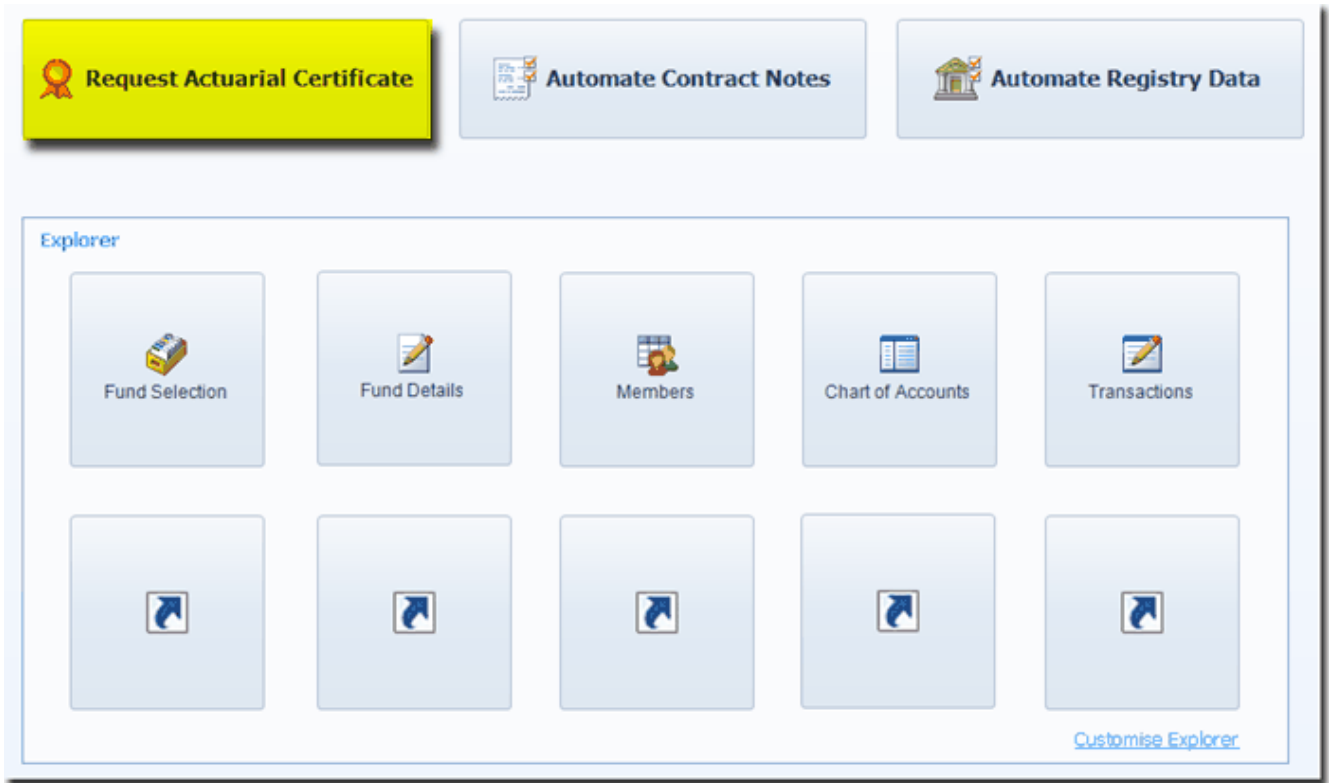 Request Actuarial Certificate
Automate Contract Notes
Automate Registry Data
Explorer
Fund Selection
Fund Details
Members
Chart of Accounts
Transactions
Customise Explorer